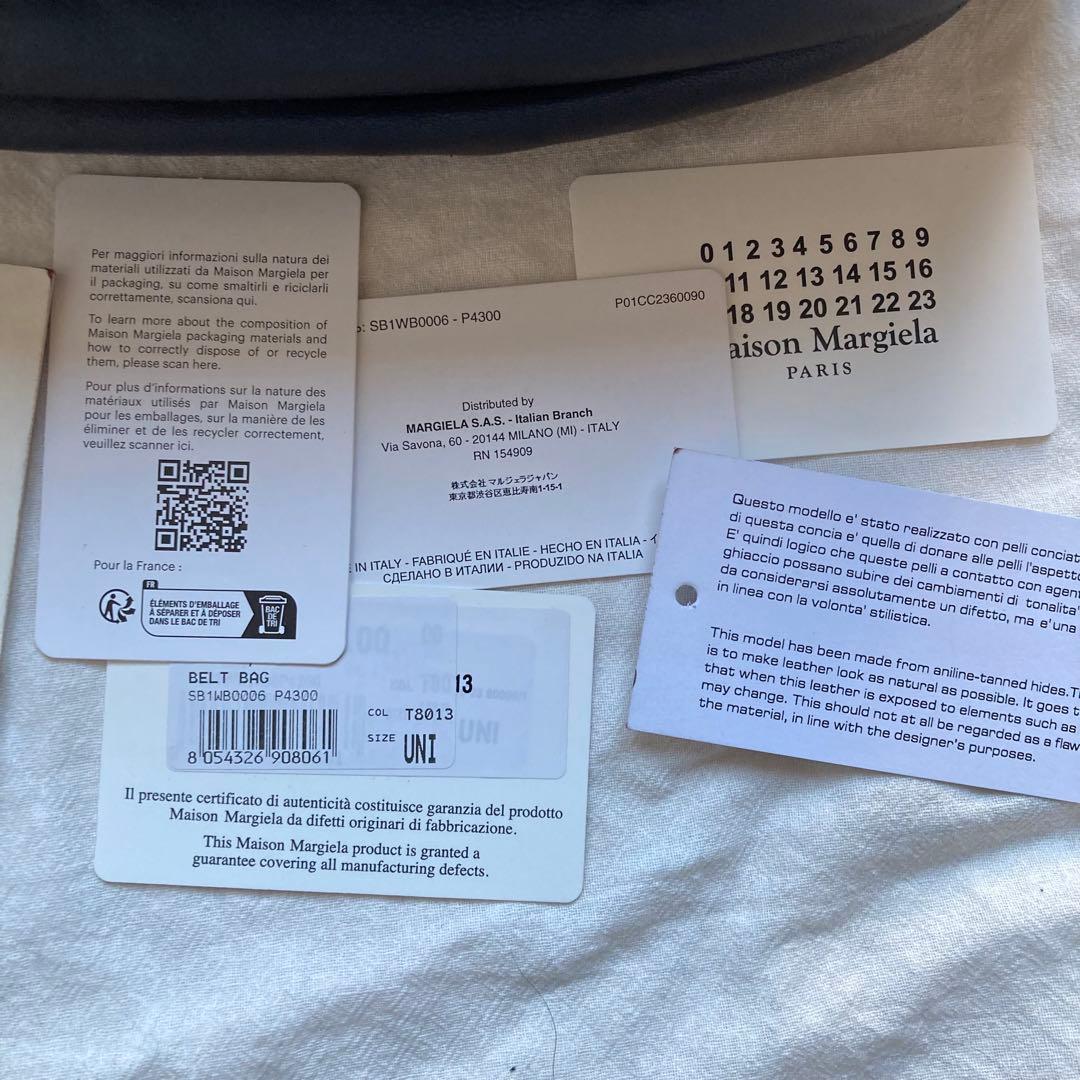 Per maggiori informazioni sulla natura dei
materiali utilizzati da Maison Margiela per
il packaging, su come smaltirli e riciclarli
correttamente, scansiona qui.
To learn more about the composition of
Maison Margiela packaging materials and
how to correctly dispose of or recycle
them, please scan here.
Pour plus d'informations sur la nature des
matériaux utilisés par Maison Margiela
pour les emballages, sur la manière de les
éliminer et de les recycler correctement,
veuillez scanner ici.
Pour la France :
FR
ÉLÉMENTS D'EMBALLAGE
À SÉPARER ET À DÉPOSER
DANS LE BAC DE TRI
BAC
DE
TRI
: SB1WB0006 - P4300
P01CC2360090
Distributed by
MARGIELA S.A.S. - Italian Branch
Via Savona, 60 - 20144 MILANO (MI) - ITALY
RN 154909
株式会社 マルジェラジャパン
東京都渋谷区恵比寿南1-15-1
IN ITALY - FABRIQUÉ EN ITALIE - HECHO EN ITALIA - イ
СДЕЛАНО В ИТАЛИИ - PRODUZIDO NA ITALIA
0 1 2 3 4 5 6 7 8 9
11 12 13 14 15 16
18 19 20 21 22 23
aison Margiela
PARIS
Questo modello e' stato realizzato con pelli conciat
di questa concia e' quella di donare alle pelli l'aspetto
E' quindi logico che queste pelli a contatto con agent
ghiaccio possano subire dei cambiamenti di tonalita'
da considerarsi assolutamente un difetto, ma e'una
in linea con la volonta' stilistica.
This model has been made from aniline-tanned hides.T
is to make leather look as natural as possible. It goes t
that when this leather is exposed to elements such as
may change. This should not at all be regarded as a flaw
the material, in line with the designer's purposes.
BELT BAG
SB1WB0006 P4300
13
COL T8013
SIZE UNI
8 054326 908061
Il presente certificato di autenticità costituisce garanzia del prodotto
Maison Margiela da difetti originari di fabbricazione.
This Maison Margiela product is granted a
guarantee covering all manufacturing defects.